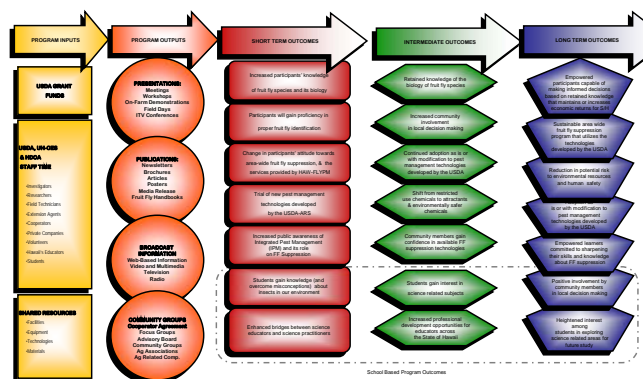 PROGRAM INPUTS
PROGRAM OUTPUTS
SHORT TERM OUTCOMES
INTERMEDIATE OUTCOMES
LONG TERM OUTCOMES
USDA GRANT
FUNDS
USDA, UH-CES
& HDOA
STAFF TIME
•Investigators
•Researchers
•Field Technicians
•Extension Agents
•Cooperators
•Private Companies
•Volunteers
•Hawaii's Educators
•Students
SHARED RESOURCES
•Facilities
•Equipment
•Technologies
•Materials
PRESENTATIONS:
Meetings
Workshops
On-Farm Demonstrations
Field Days
ITV Conferences
PUBLICATIONS:
Newsletters
Brochures
Articles
Posters
Media Release
Fruit Fly Handbooks
BROADCAST
INFORMATION
Web-Based Information
Video and Multimedia
Television
Radio
COMMUNITY GROUPS
Cooperator Agreement
Focus Groups
Advisory Board
Community Groups
Ag Associations
Ag Related Comp.
Increased participants' knowledge
of fruit fly species and its biology
Participants will gain proficiency in
proper fruit fly identification
Change in participants' attitude towards
area-wide fruit fly suppression, & the
services provided by HAW-FLYPM
Trial of new pest management
technologies developed
by the USDA-ARS
Increased public awareness of
Integrated Pest Management
(IPM) and its role
on FF Suppression
Students gain knowledge (and
overcome misconceptions) about
insects in our environment
Enhanced bridges between science
educators and science practitioners
Retained knowledge of the
biology of fruit fly species
Increased community
involvement
in local decision making
Continued adoption as is or
with modification to pest
management technologies
developed by the USDA
Shift from restricted
use chemicals to attractants
& environmentally safer
chemicals
Community members gain
confidence in available FF
suppression technologies
Students gain interest in
science related subjects
Increased professional
development opportunities for
educators across
the State of Hawaii
Empowered
participants capable of
making informed decisions
based on retained knowledge
that maintains or increases
economic returns for S/H
Sustainable area wide
fruit fly suppression
program that utilizes the
technologies
developed by the USDA
Reduction in potential risk
to environmental resources
and human safety
is or with modification to
pest management
technologies developed
by the USDA
Empowered learners
committed to sharpening
their skills and knowledge
about FF suppression
Positive involvement by
community members
in local decision making
Heightened interest
among
students in exploring
science related areas for
future study
School Based Program Outcomes